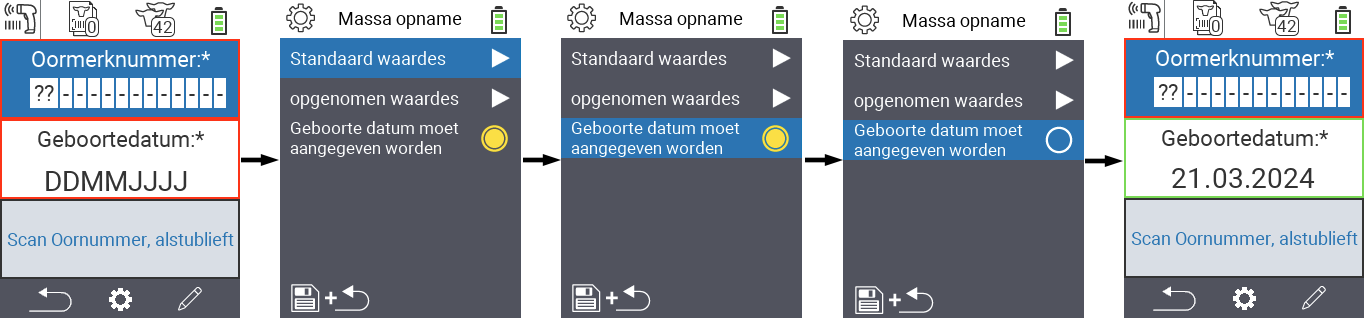 0
42
Oormerknummer:*
??------------
Geboortedatum:*
DDMMJJJJ
Scan Oornummer, alstublieft
Massa opname
Standaard waardes
opgenomen waardes
Geboorte datum moet
aangegeven worden
+
Massa opname
Standaard waardes
opgenomen waardes
Geboorte datum moet
aangegeven worden
+
Massa opname
Standaard waardes
opgenomen waardes
Geboorte datum moet
aangegeven worden
+
0
42
Oormerknummer:*
??------------
Geboortedatum:*
21.03.2024
Scan Oornummer, alstublieft